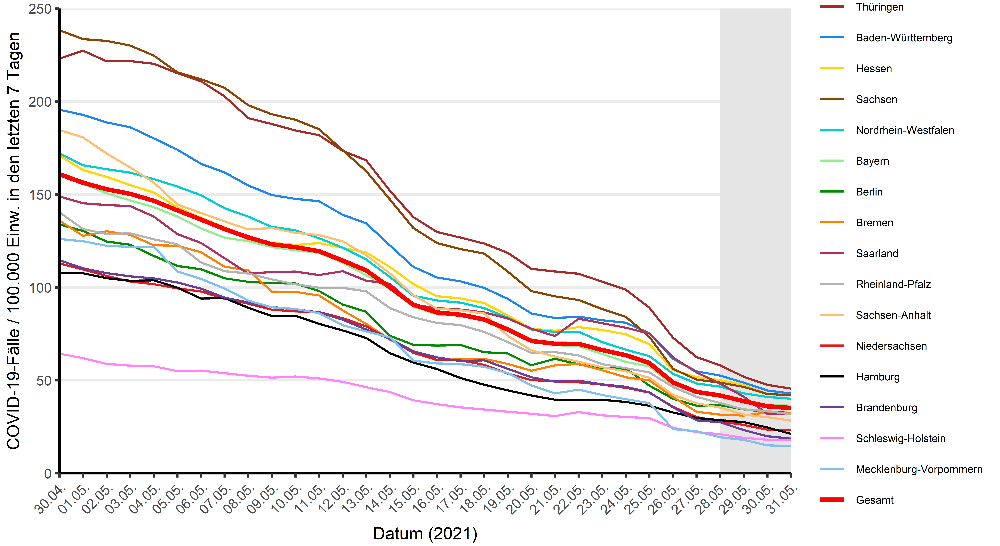 COVID-19-Fälle / 100.000 Einw. in den letzten 7 Tagen
250
200
150
100
50
0
30.04.
01.05.
02.05.
03.05.
04.05.
05.05.
06.05.
07.05.
08.05.
09.05.
10.05.
11.05.
12.05.
13.05.
14.05.
15.05.
16.05.
17.05.
18.05.
19.05.
20.05.
21.05.
22.05.
23.05.
24.05.
25.05.
26.05.
27.05.
28.05.
29.05.
30.05.
31.05.
Datum (2021)
Thüringen
Baden-Württemberg
Hessen
Sachsen
Nordrhein-Westfalen
Bayern
Berlin
Bremen
Saarland
Rheinland-Pfalz
Sachsen-Anhalt
Niedersachsen
Hamburg
Brandenburg
Schleswig-Holstein
Mecklenburg-Vorpommern
Gesamt